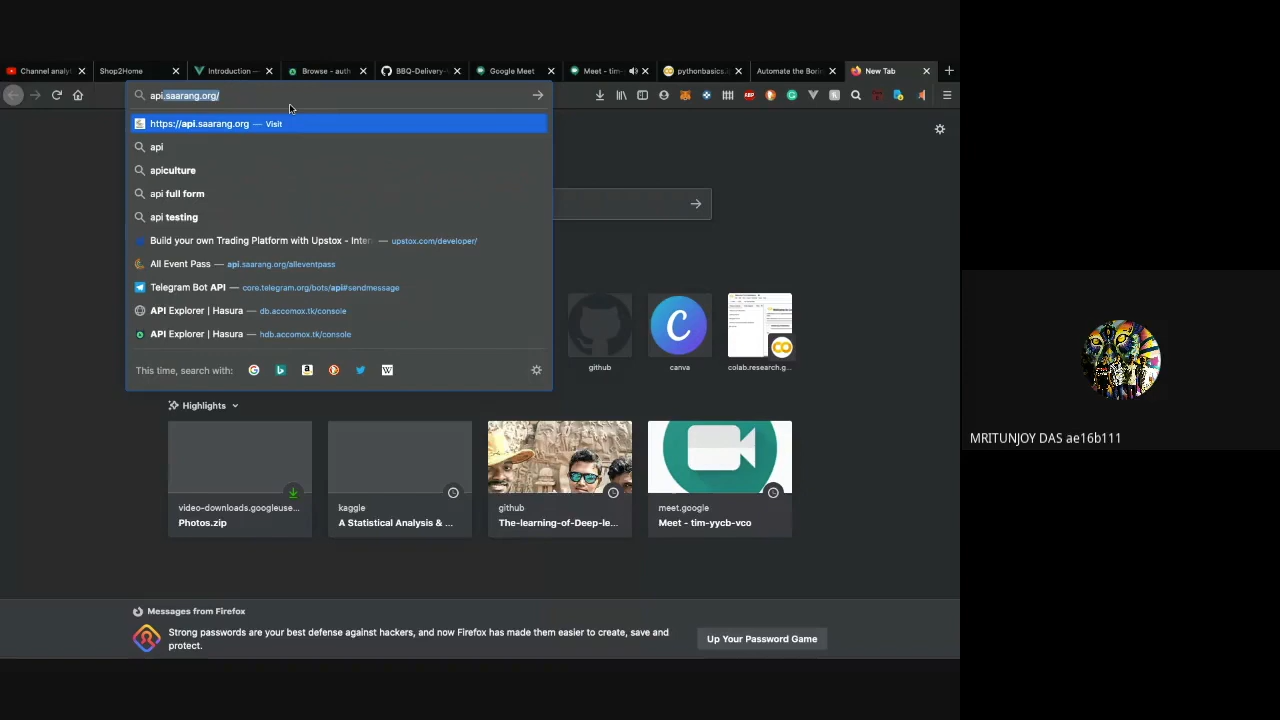 Channel analy
Shop2Home
Introduction —
Browse - auth
BBQ-Delivery-
Google Meet
Meet - tim-
pythonbasics.i
Automate the Borin
New Tab
api.saarang.org/
https://api.saarang.org — Visit
api
apiculture
api full form
api testing
Build your own Trading Platform with Upstox - Inter — upstox.com/developer/
All Event Pass — api.saarang.org/alleventpass
Telegram Bot API — core.telegram.org/bots/api#sendmessage
API Explorer | Hasura — db.accomox.tk/console
API Explorer | Hasura — hdb.accomox.tk/console
This time, search with:
github
canva
colab.research.g...
Highlights
video-downloads.googleuse...
Photos.zip
kaggle
A Statistical Analysis & ...
github
The-learning-of-Deep-le...
meet.google
Meet - tim-yycb-vco
Messages from Firefox
Strong passwords are your best defense against hackers, and now Firefox has made them easier to create, save and
protect.
Up Your Password Game
MRITUNJOY DAS ae16b111